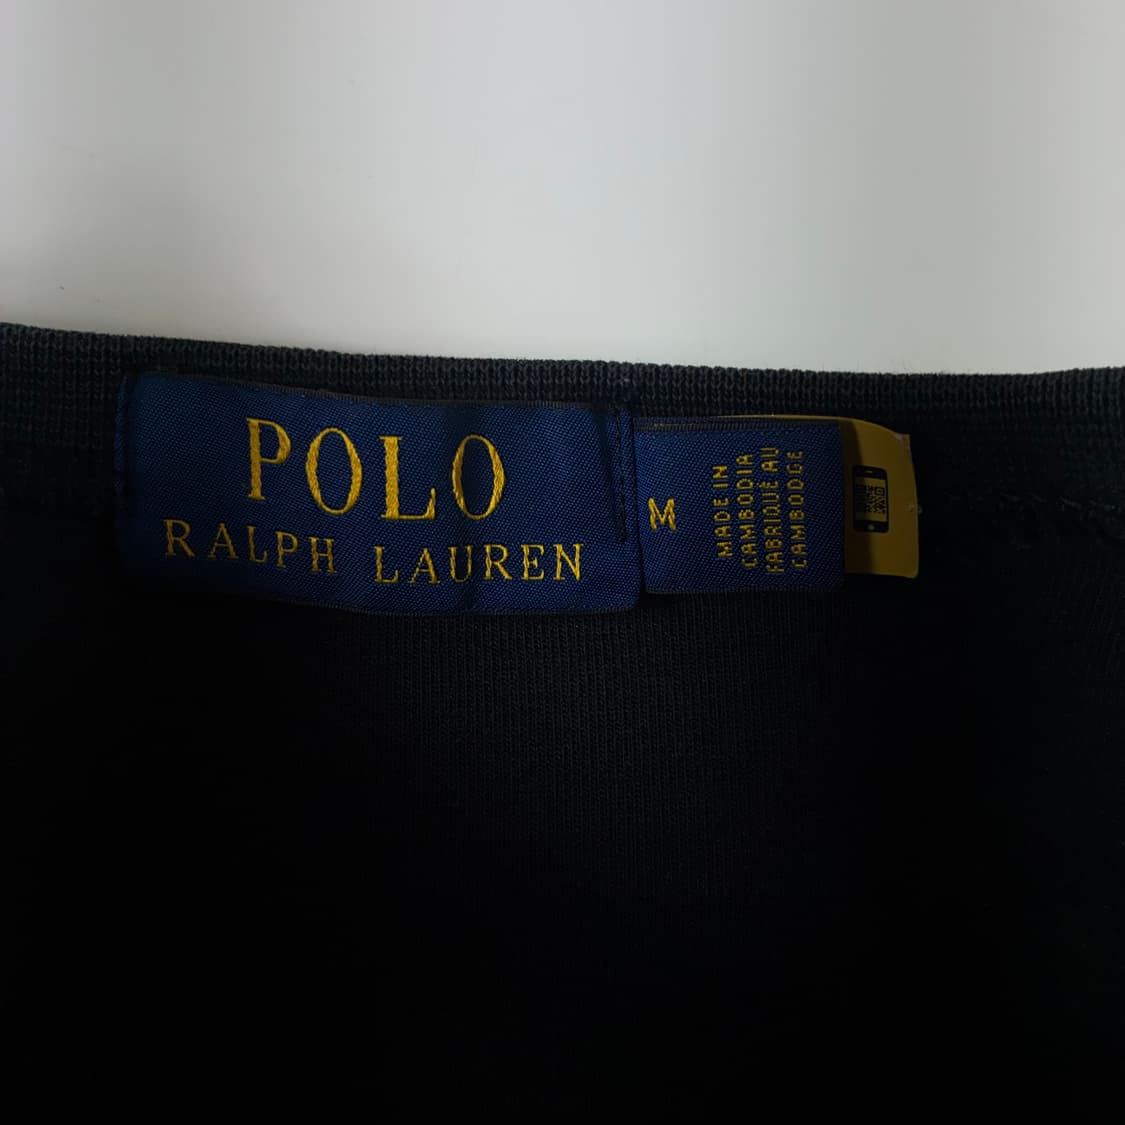 POLO
RALPH LAUREN
M
MADE IN
CAMBODIA
FABRIQUÉ AU
CAMBODGE